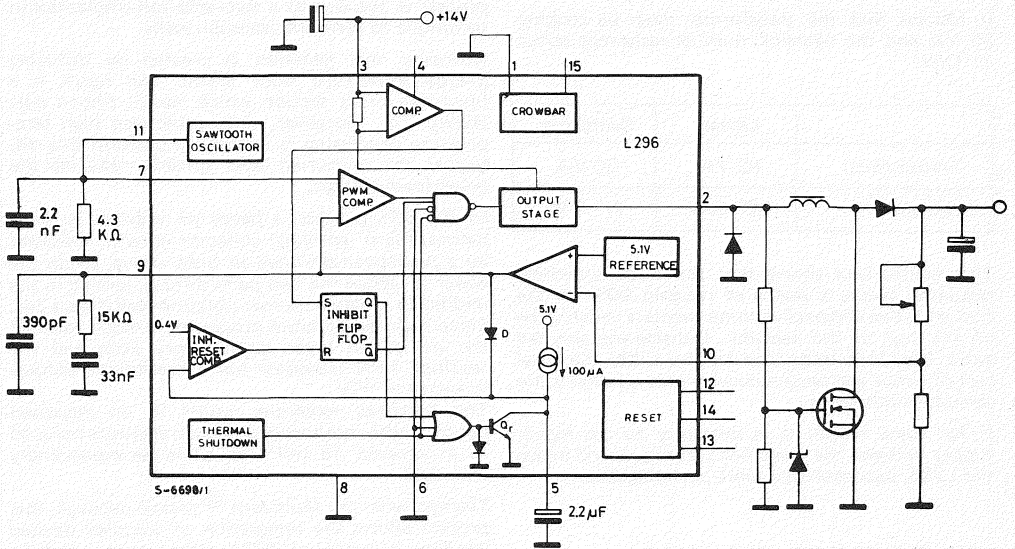 +14V
3
4
1
15
COMP.
CROWBAR
11
SAWTOOTH
OSCILLATOR
L296
7
PWM
COMP.
OUTPUT
STAGE
2
2.2
nF
4.3
KΩ
5.1V
REFERENCE
+
-
9
S
Q
INHIBIT
FLIP
FLOP
R
Q̅
390pF
15KΩ
33nF
0.4V
INH.
RESET
COMP.
D
5.1V
100µA
10
12
RESET
14
13
THERMAL
SHUTDOWN
Qr
S-6698/1
8
6
5
2.2µF